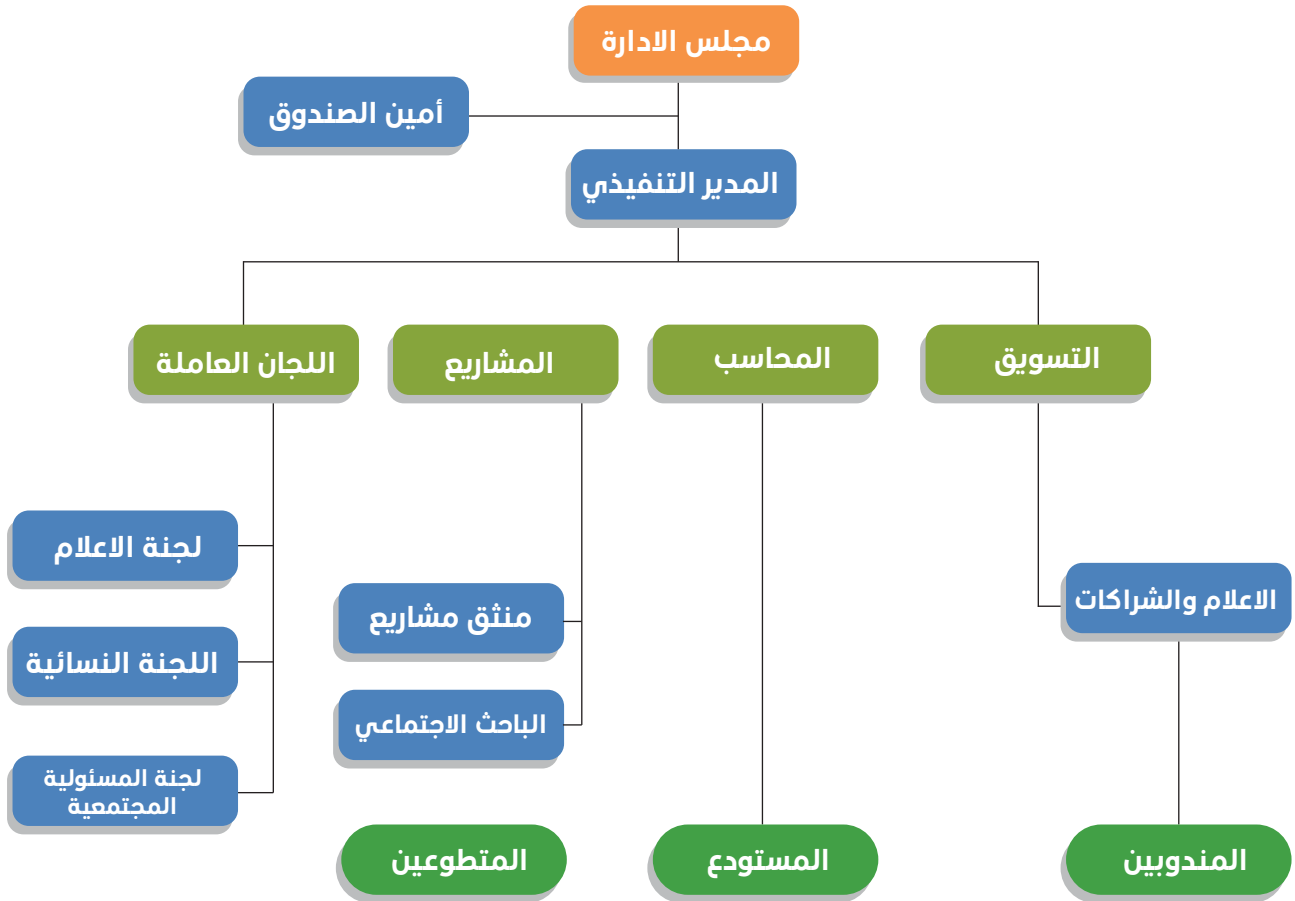 مجلس الادارة
أمين الصندوق
المدير التنفيذي
التسويق
المحاسب
المشاريع
اللجان العاملة
لجنة الاعلام
الاعلام والشراكات
منثق مشاريع
اللجنة النسائية
الباحث الاجتماعي
لجنة المسئولية
المجتمعية
المندوبين
المستودع
المتطوعين